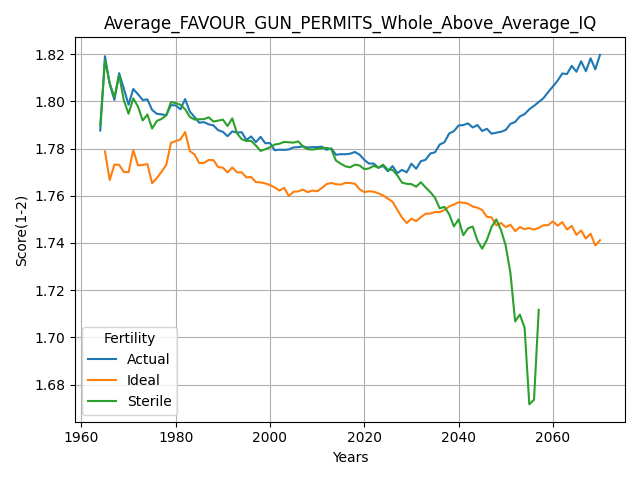 Average_FAVOUR_GUN_PERMITS_Whole_Above_Average_IQ
Score(1-2)
1.82
1.80
1.78
1.76
1.74
1.72
1.70
1.68
Fertility
Actual
Ideal
Sterile
1960 1980 2000 2020 2040 2060
Years